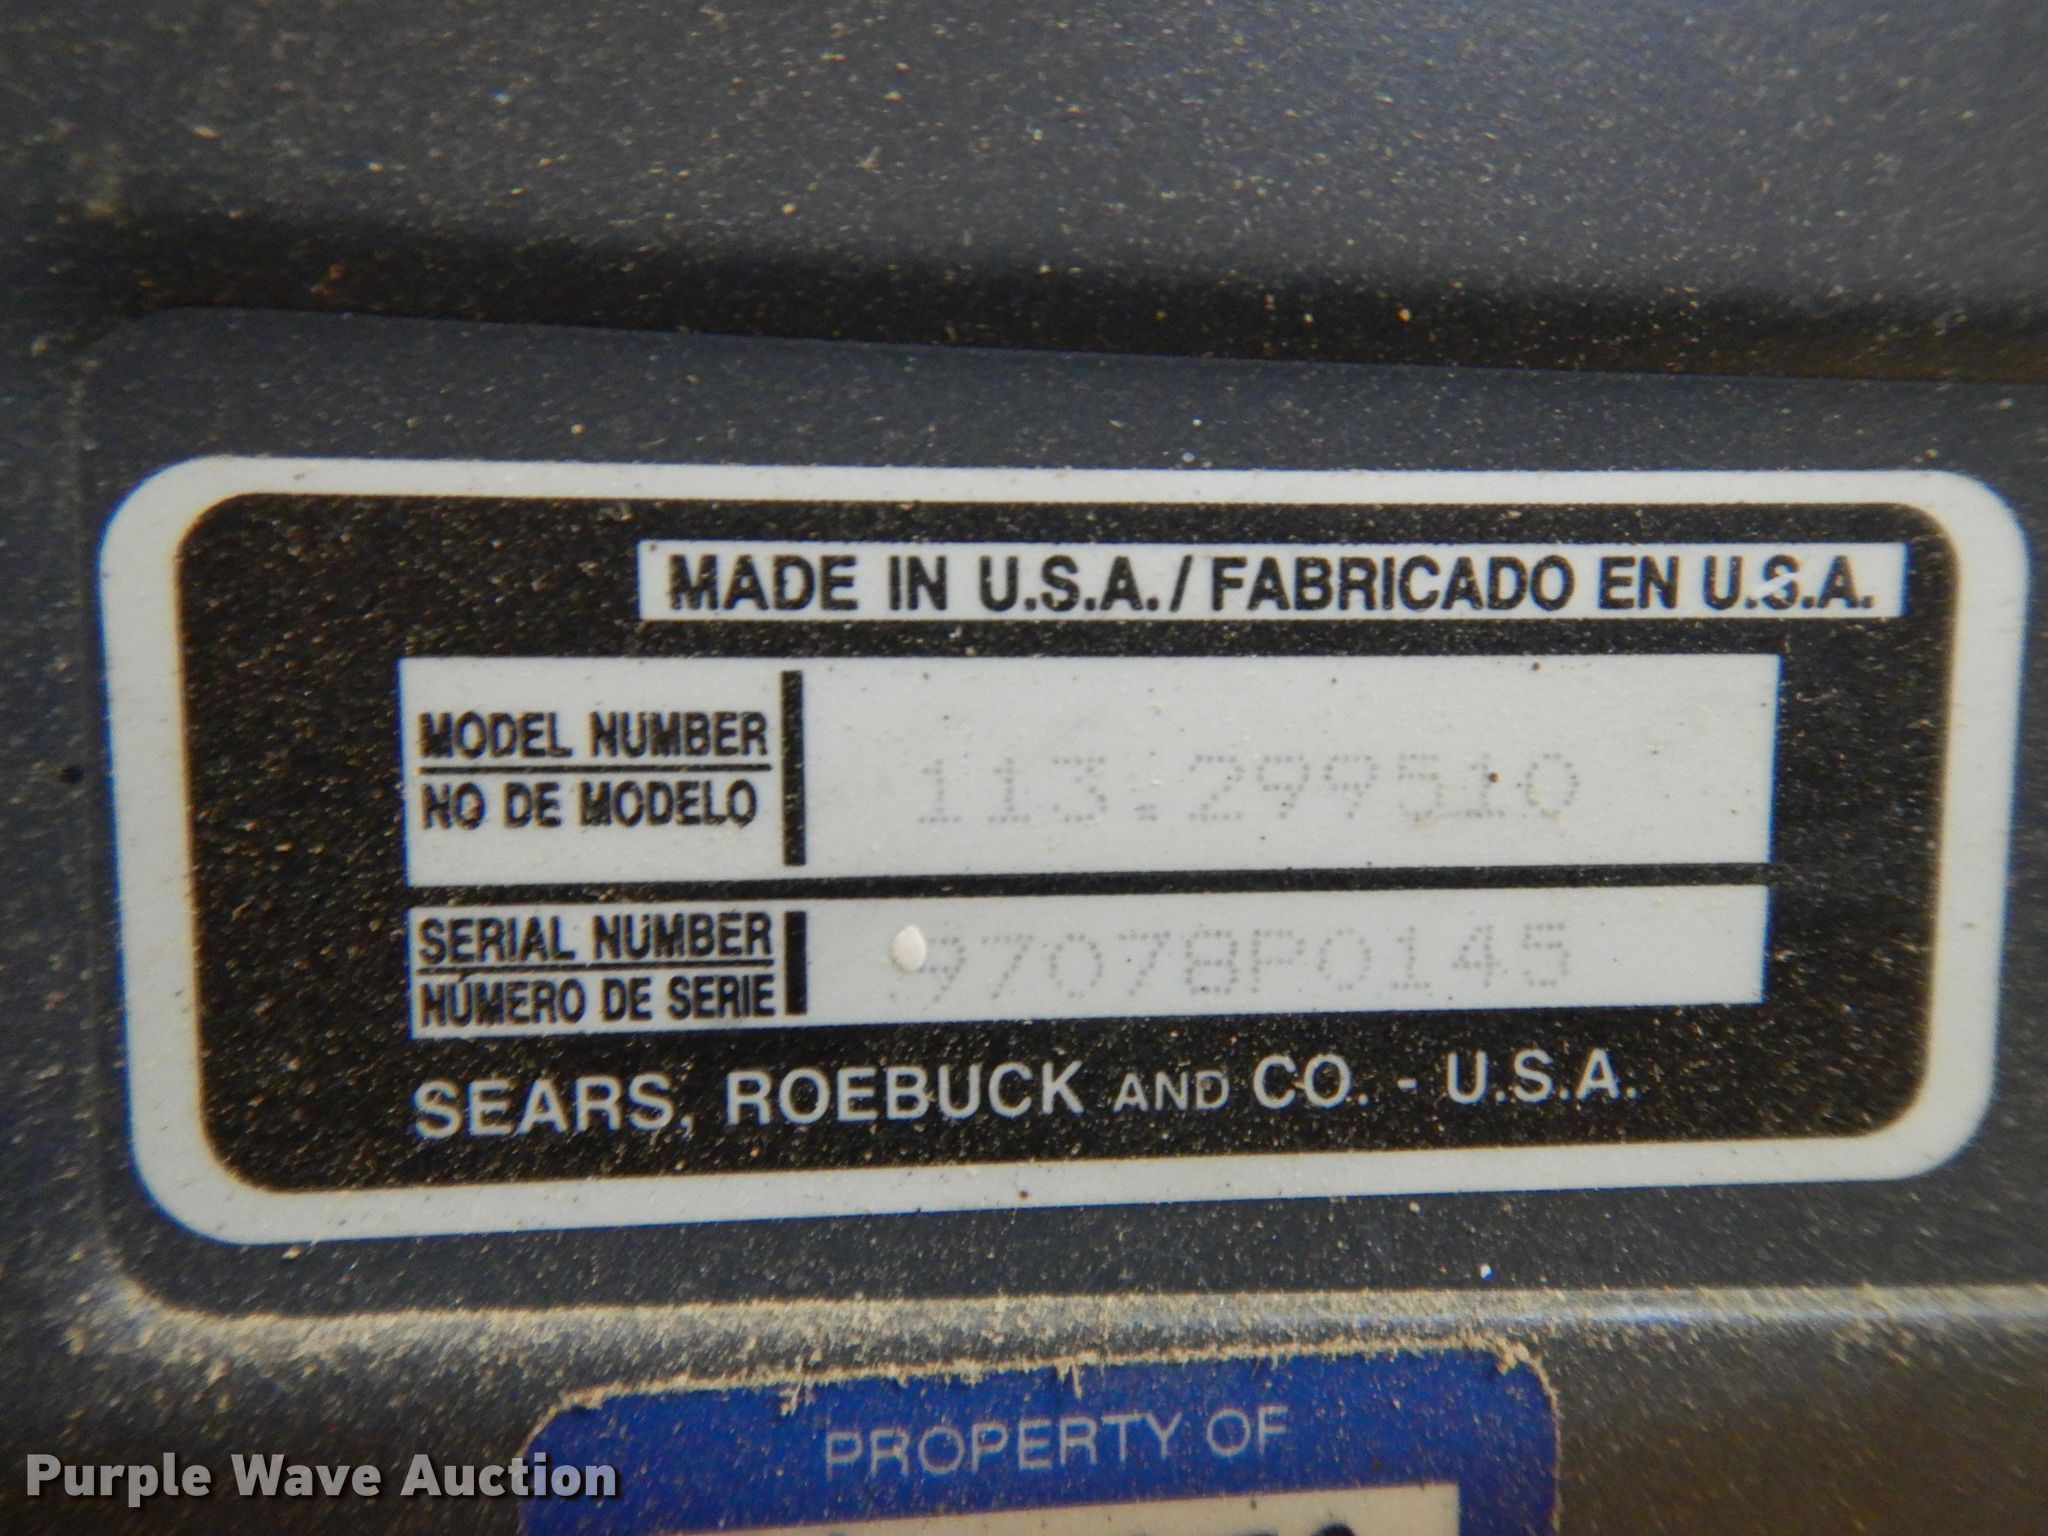 MADE IN U.S.A. / FABRICADO EN U.S.A.
MODEL NUMBER
NO DE MODELO
113.299510
SERIAL NUMBER
NÚMERO DE SERIE
97078P0145
SEARS, ROEBUCK AND CO. - U.S.A.
PROPERTY OF
Purple Wave Auction